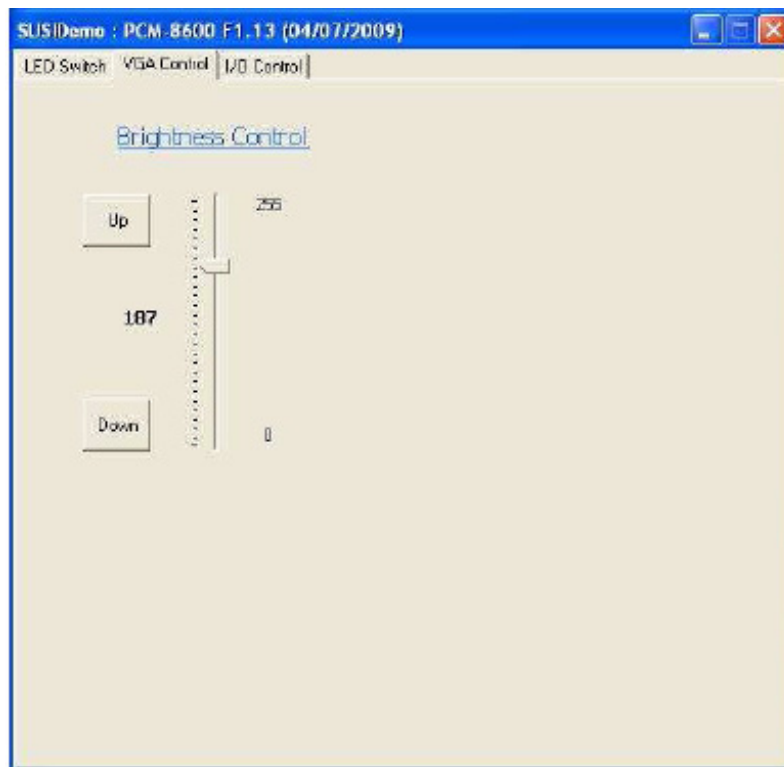 SUSIDemo : PCM-8600 F1.13 (04/07/2009)
LED Switch VGA Control I/O Control
Brightness Control
Up
255
187
Down
0